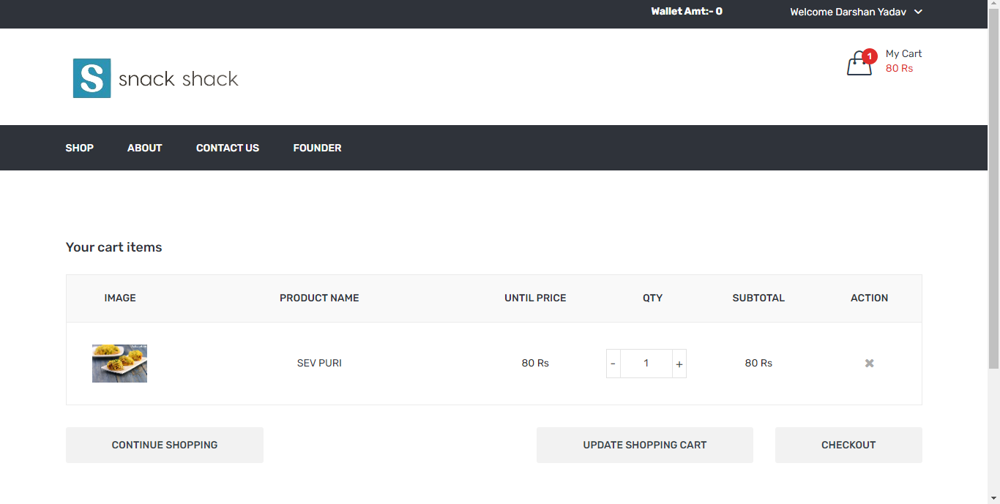 Wallet Amt:- 0
Welcome Darshan Yadav
S snack shack
1
My Cart
80 Rs
SHOP ABOUT CONTACT US FOUNDER
Your cart items
IMAGE PRODUCT NAME UNTIL PRICE QTY SUBTOTAL ACTION
SEV PURI 80 Rs - 1 + 80 Rs
CONTINUE SHOPPING UPDATE SHOPPING CART CHECKOUT